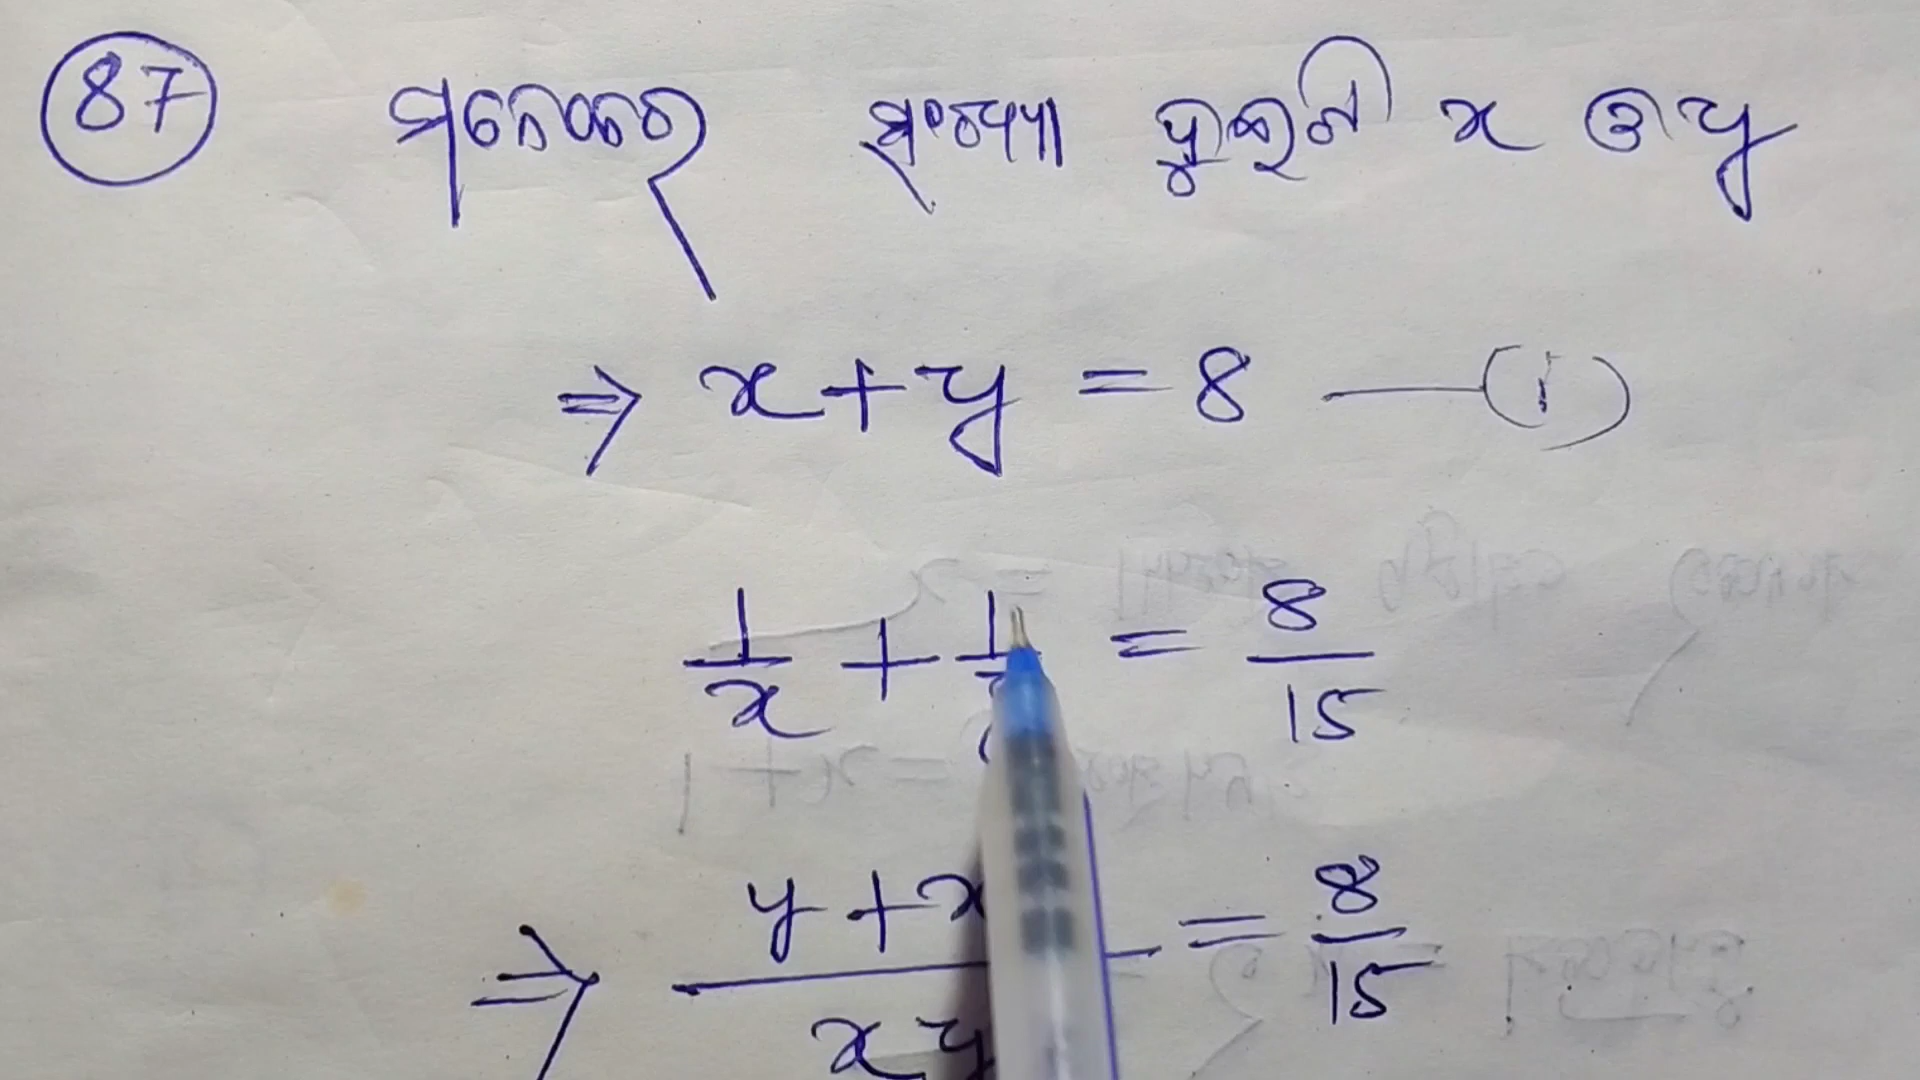 87 ମନେକର ସଂଖ୍ୟା ଦୁଇଟି x ଓ y
⇒ x + y = 8 — (i)
1/x + 1/ = 8/15
⇒ y + x / xy = 8/15